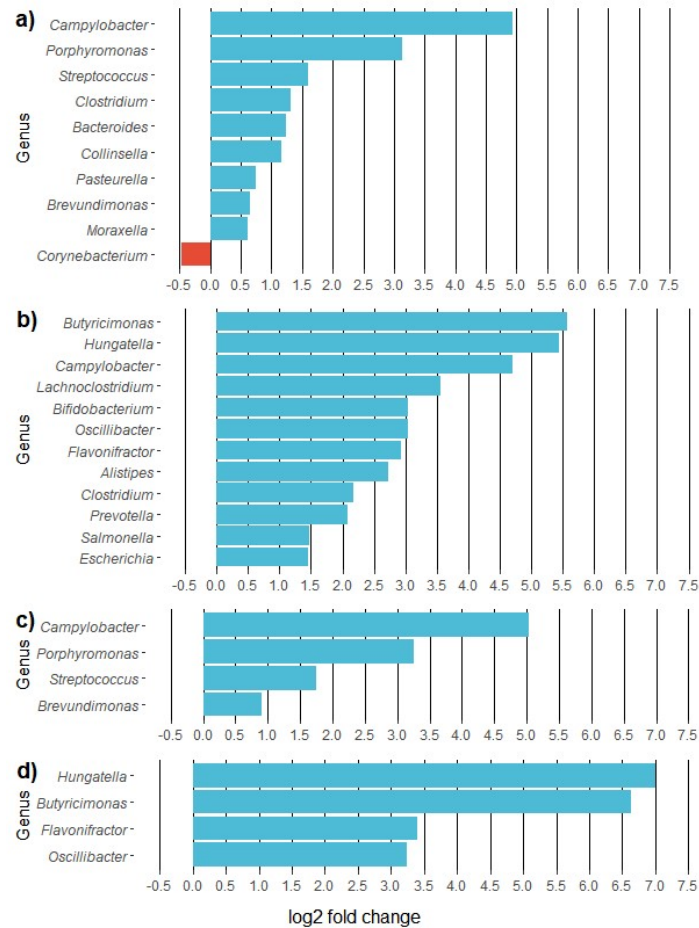 a)
Campylobacter
Porphyromonas
Streptococcus
Clostridium
Bacteroides
Collinsella
Pasteurella
Brevundimonas
Moraxella
Corynebacterium
Genus
-0.5 0.0 0.5 1.0 1.5 2.0 2.5 3.0 3.5 4.0 4.5 5.0 5.5 6.0 6.5 7.0 7.5
b)
Butyricimonas
Hungatella
Campylobacter
Lachnoclostridium
Bifidobacterium
Oscillibacter
Flavonifractor
Alistipes
Clostridium
Prevotella
Salmonella
Escherichia
Genus
-0.5 0.0 0.5 1.0 1.5 2.0 2.5 3.0 3.5 4.0 4.5 5.0 5.5 6.0 6.5 7.0 7.5
c)
Campylobacter
Porphyromonas
Streptococcus
Brevundimonas
Genus
-0.5 0.0 0.5 1.0 1.5 2.0 2.5 3.0 3.5 4.0 4.5 5.0 5.5 6.0 6.5 7.0 7.5
d)
Hungatella
Butyricimonas
Flavonifractor
Oscillibacter
Genus
-0.5 0.0 0.5 1.0 1.5 2.0 2.5 3.0 3.5 4.0 4.5 5.0 5.5 6.0 6.5 7.0 7.5
log2 fold change